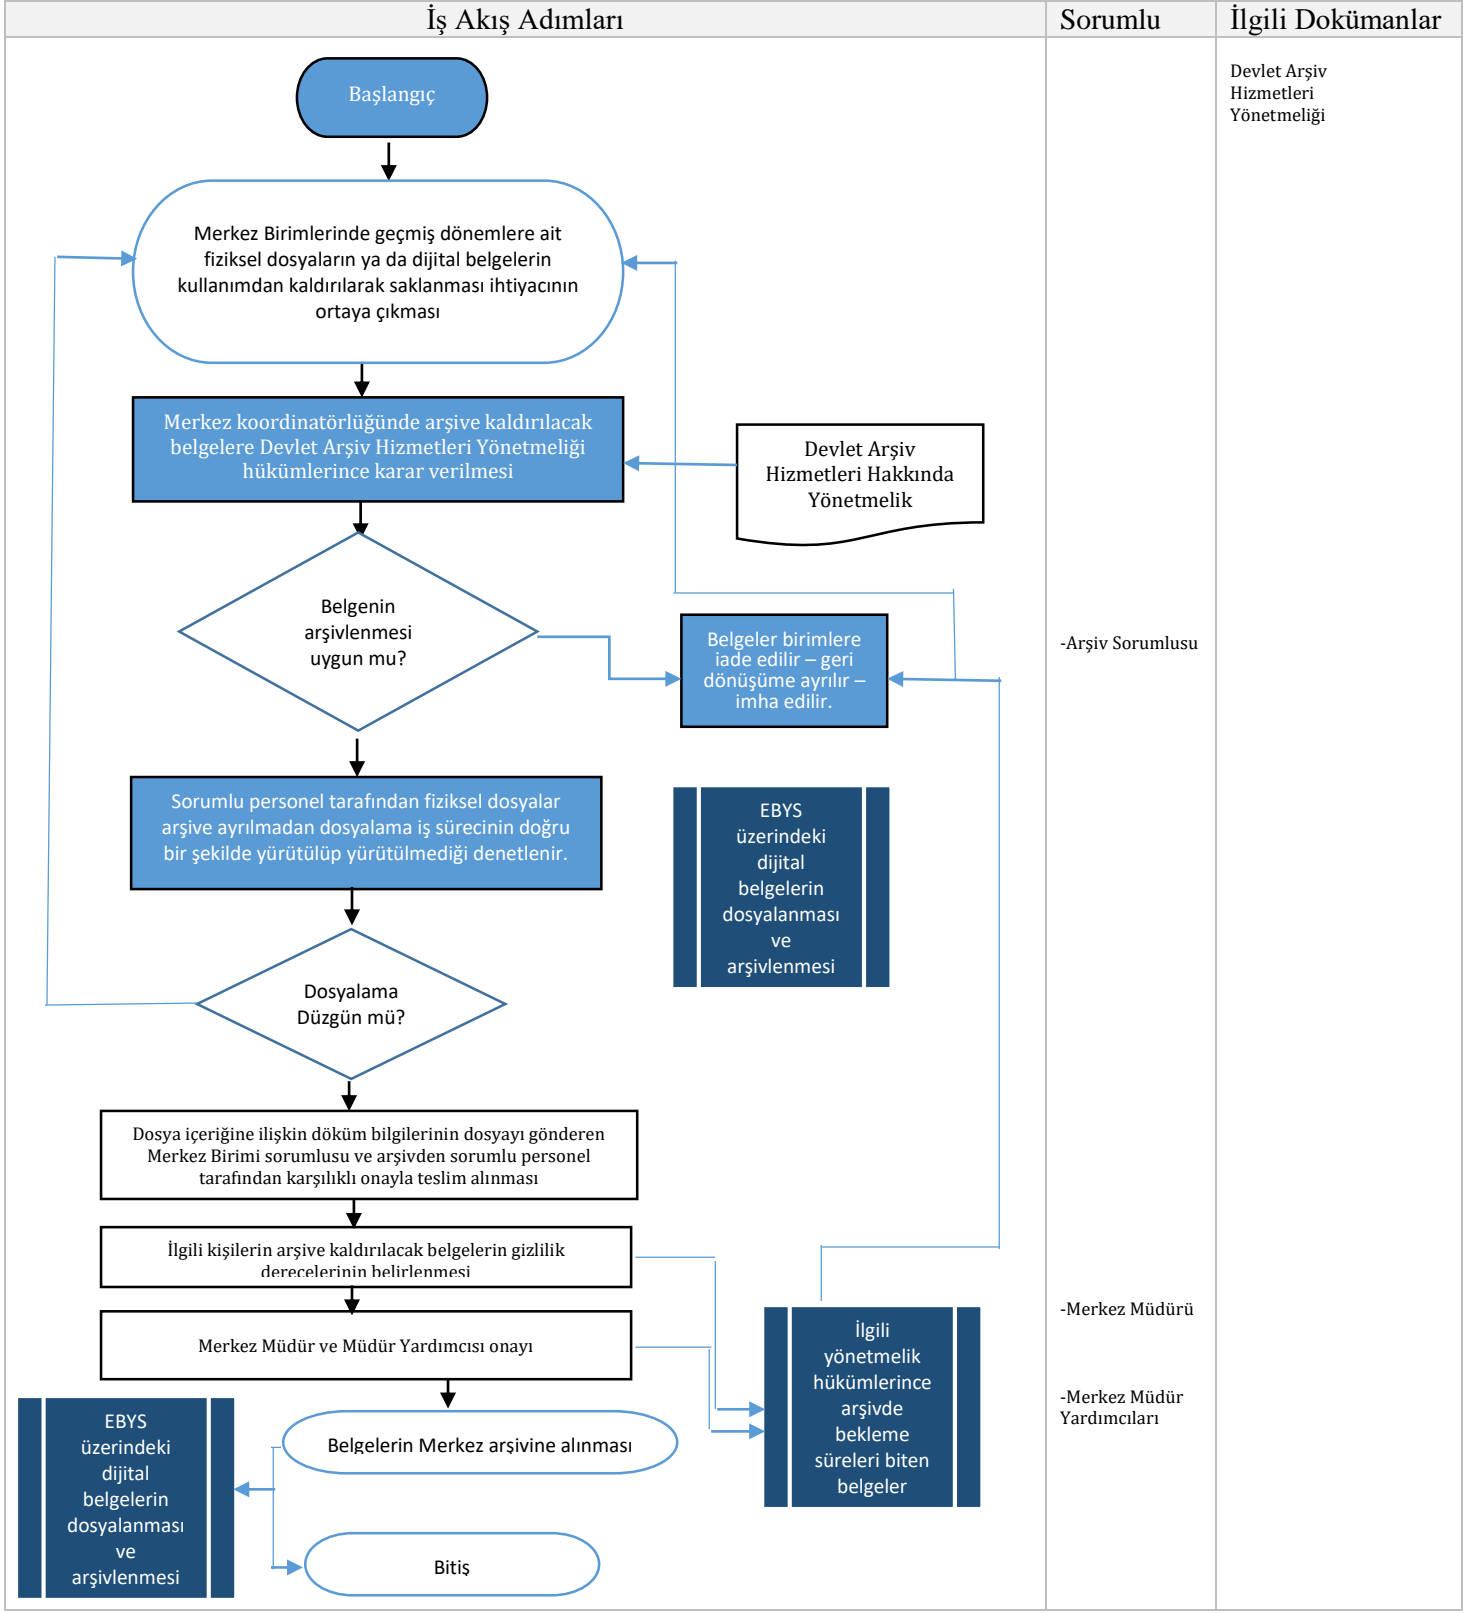 İş Akış Adımları
Sorumlu
İlgili Dokümanlar
Devlet Arşiv
Hizmetleri
Yönetmeliği
Başlangıç
Merkez Birimlerinde geçmiş dönemlere ait
fiziksel dosyaların ya da dijital belgelerin
kullanımdan kaldırılarak saklanması ihtiyacının
ortaya çıkması
Merkez koordinatörlüğünde arşive kaldırılacak
belgelere Devlet Arşiv Hizmetleri Yönetmeliği
hükümlerince karar verilmesi
Devlet Arşiv
Hizmetleri Hakkında
Yönetmelik
Belgenin
arşivlenmesi
uygun mu?
Belgeler birimlere
iade edilir – geri
dönüşüme ayrılır –
imha edilir.
-Arşiv Sorumlusu
Sorumlu personel tarafından fiziksel dosyalar
arşive ayrılmadan dosyalama iş sürecinin doğru
bir şekilde yürütülüp yürütülmediği denetlenir.
EBYS
üzerindeki
dijital
belgelerin
dosyalanması
ve
arşivlenmesi
Dosyalama
Düzgün mü?
Dosya içeriğine ilişkin döküm bilgilerinin dosyayı gönderen
Merkez Birimi sorumlusu ve arşivden sorumlu personel
tarafından karşılıklı onayla teslim alınması
İlgili kişilerin arşive kaldırılacak belgelerin gizlilik
derecelerinin belirlenmesi
Merkez Müdür ve Müdür Yardımcısı onayı
İlgili
yönetmelik
hükümlerince
arşivde
bekleme
süreleri biten
belgeler
-Merkez Müdürü
-Merkez Müdür
Yardımcıları
EBYS
üzerindeki
dijital
belgelerin
dosyalanması
ve
arşivlenmesi
Belgelerin Merkez arşivine alınması
Bitiş